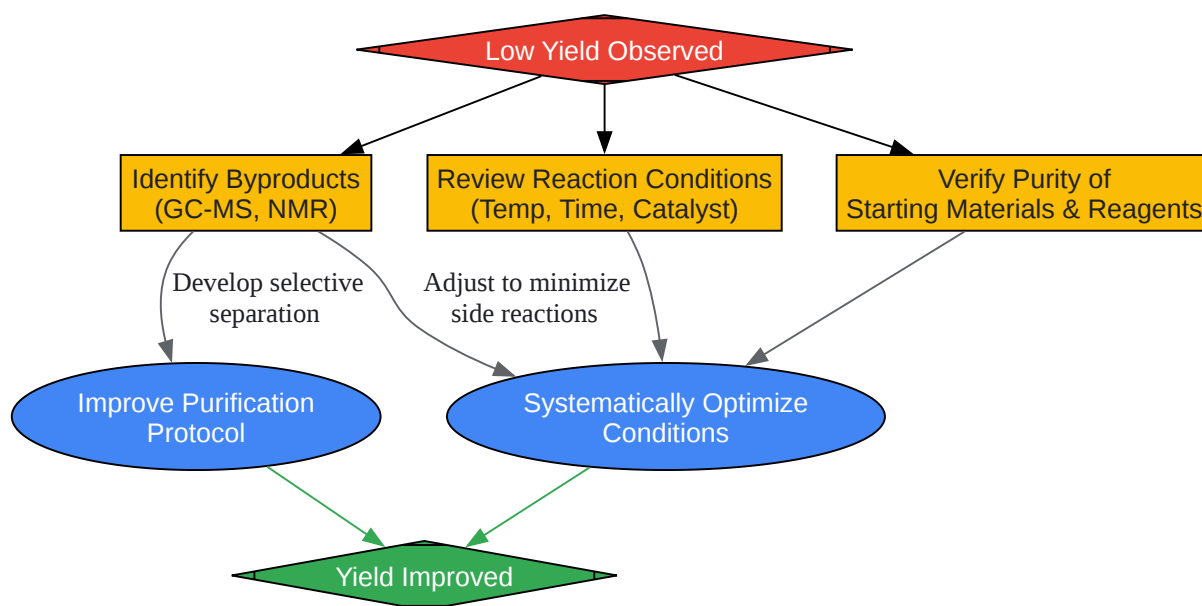 Low Yield Observed
Identify Byproducts
(GC-MS, NMR)
Review Reaction Conditions
(Temp, Time, Catalyst)
Verify Purity of
Starting Materials & Reagents
Develop selective
separation
Adjust to minimize
side reactions
Improve Purification
Protocol
Systematically Optimize
Conditions
Yield Improved